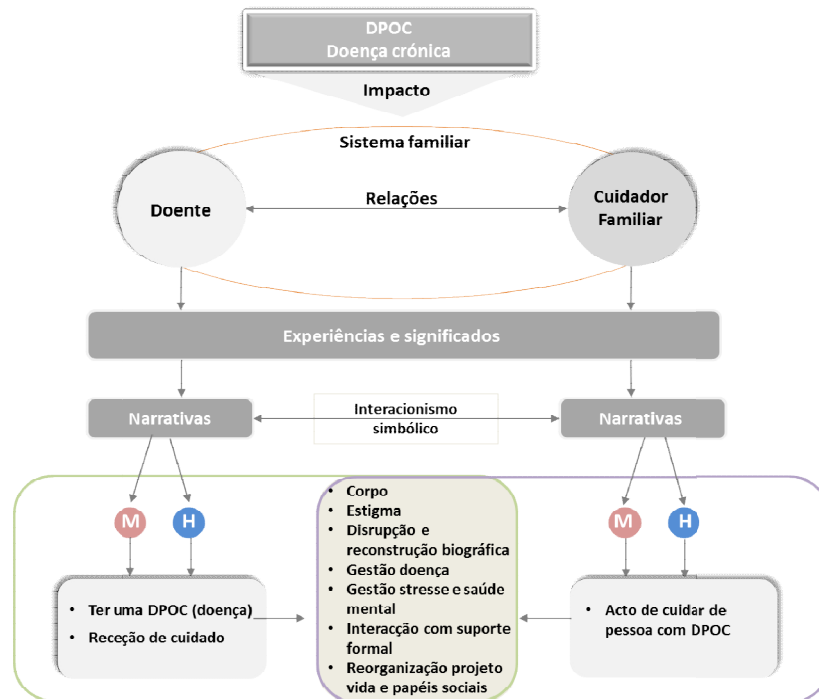 DPOC
Doença crónica
Impacto
Sistema familiar
Doente
Relações
Cuidador
Familiar
Experiências e significados
Narrativas
Interacionismo
simbólico
Narrativas
M
H
• Corpo
• Estigma
• Disrupção e
reconstrução biográfica
• Gestão doença
• Gestão stresse e saúde
mental
• Interacção com suporte
formal
• Reorganização projeto
vida e papéis sociais
M
H
• Ter uma DPOC (doença)
• Receção de cuidado
• Acto de cuidar de
pessoa com DPOC